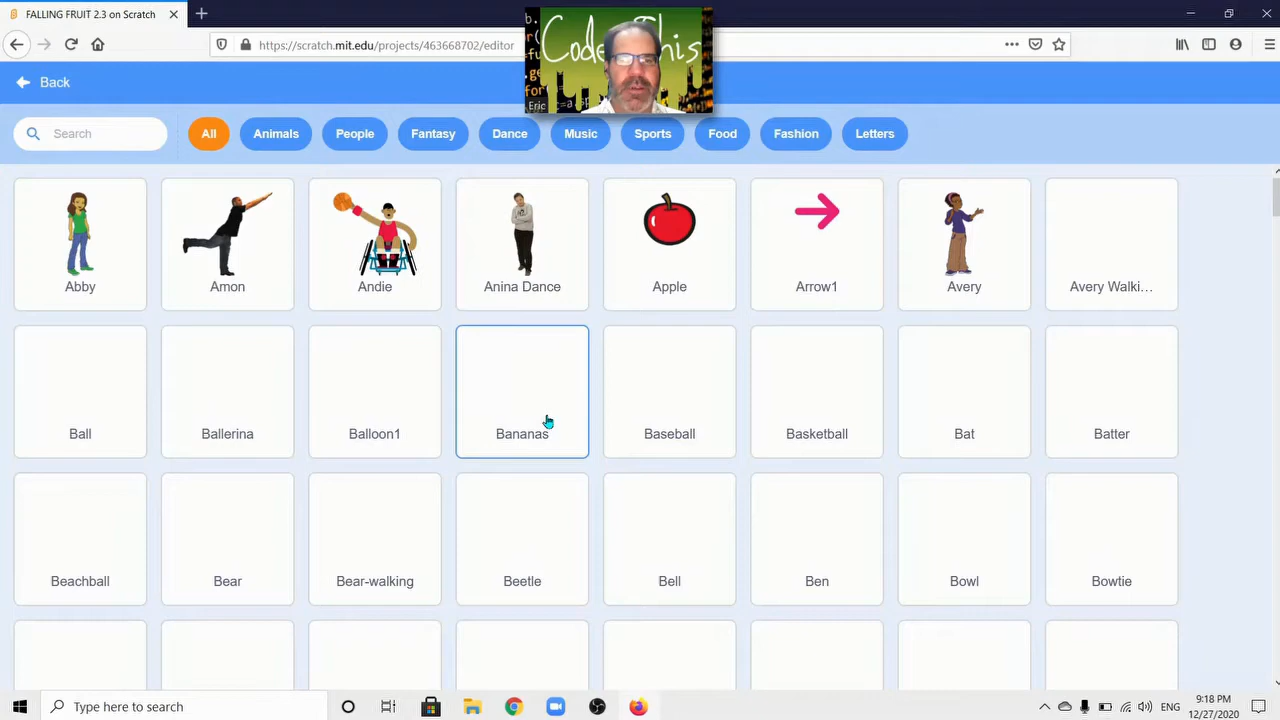 FALLING FRUIT 2.3 on Scratch
https://scratch.mit.edu/projects/463668702/editor
Code This
Eric
Back
Search
All
Animals
People
Fantasy
Dance
Music
Sports
Food
Fashion
Letters
Abby
Amon
Andie
Anina Dance
Apple
Arrow1
Avery
Avery Walki...
Ball
Ballerina
Balloon1
Bananas
Baseball
Basketball
Bat
Batter
Beachball
Bear
Bear-walking
Beetle
Bell
Ben
Bowl
Bowtie
Type here to search
ENG
9:18 PM
12/27/2020